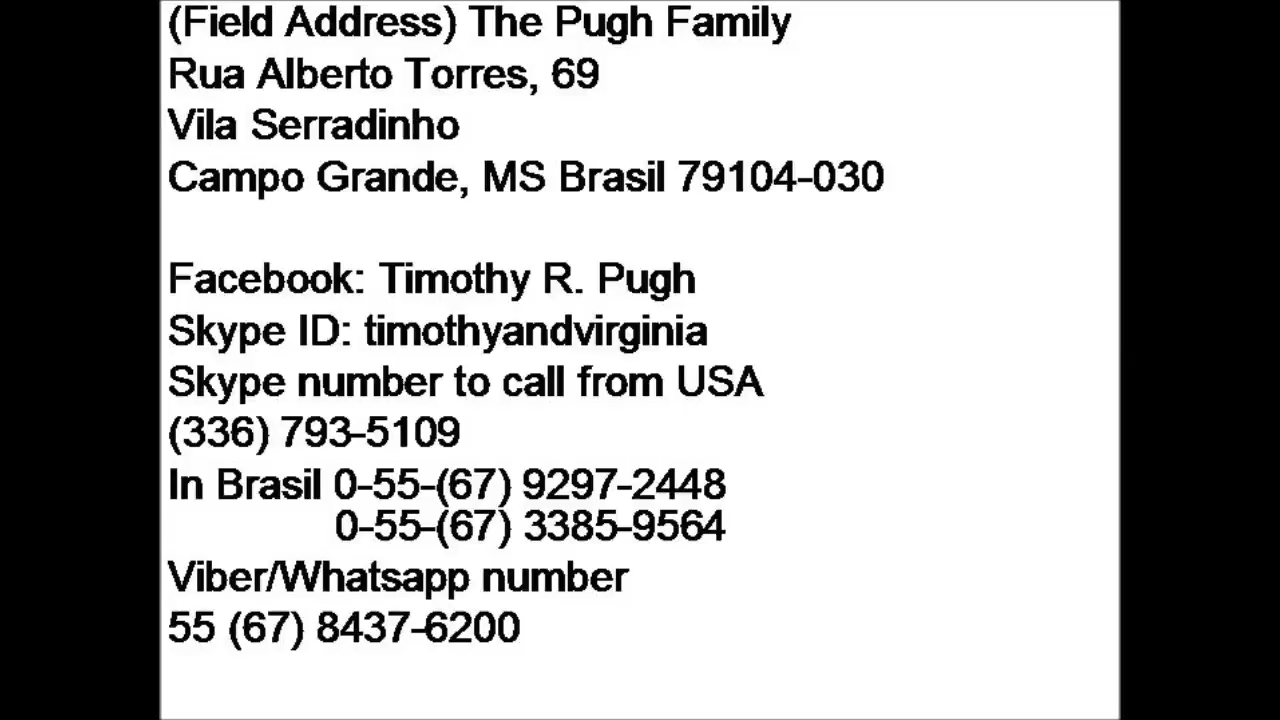 (Field Address) The Pugh Family
Rua Alberto Torres, 69
Vila Serradinho
Campo Grande, MS Brasil 79104-030
Facebook: Timothy R. Pugh
Skype ID: timothyandvirginia
Skype number to call from USA
(336) 793-5109
In Brasil 0-55-(67) 9297-2448
0-55-(67) 3385-9564
Viber/Whatsapp number
55 (67) 8437-6200